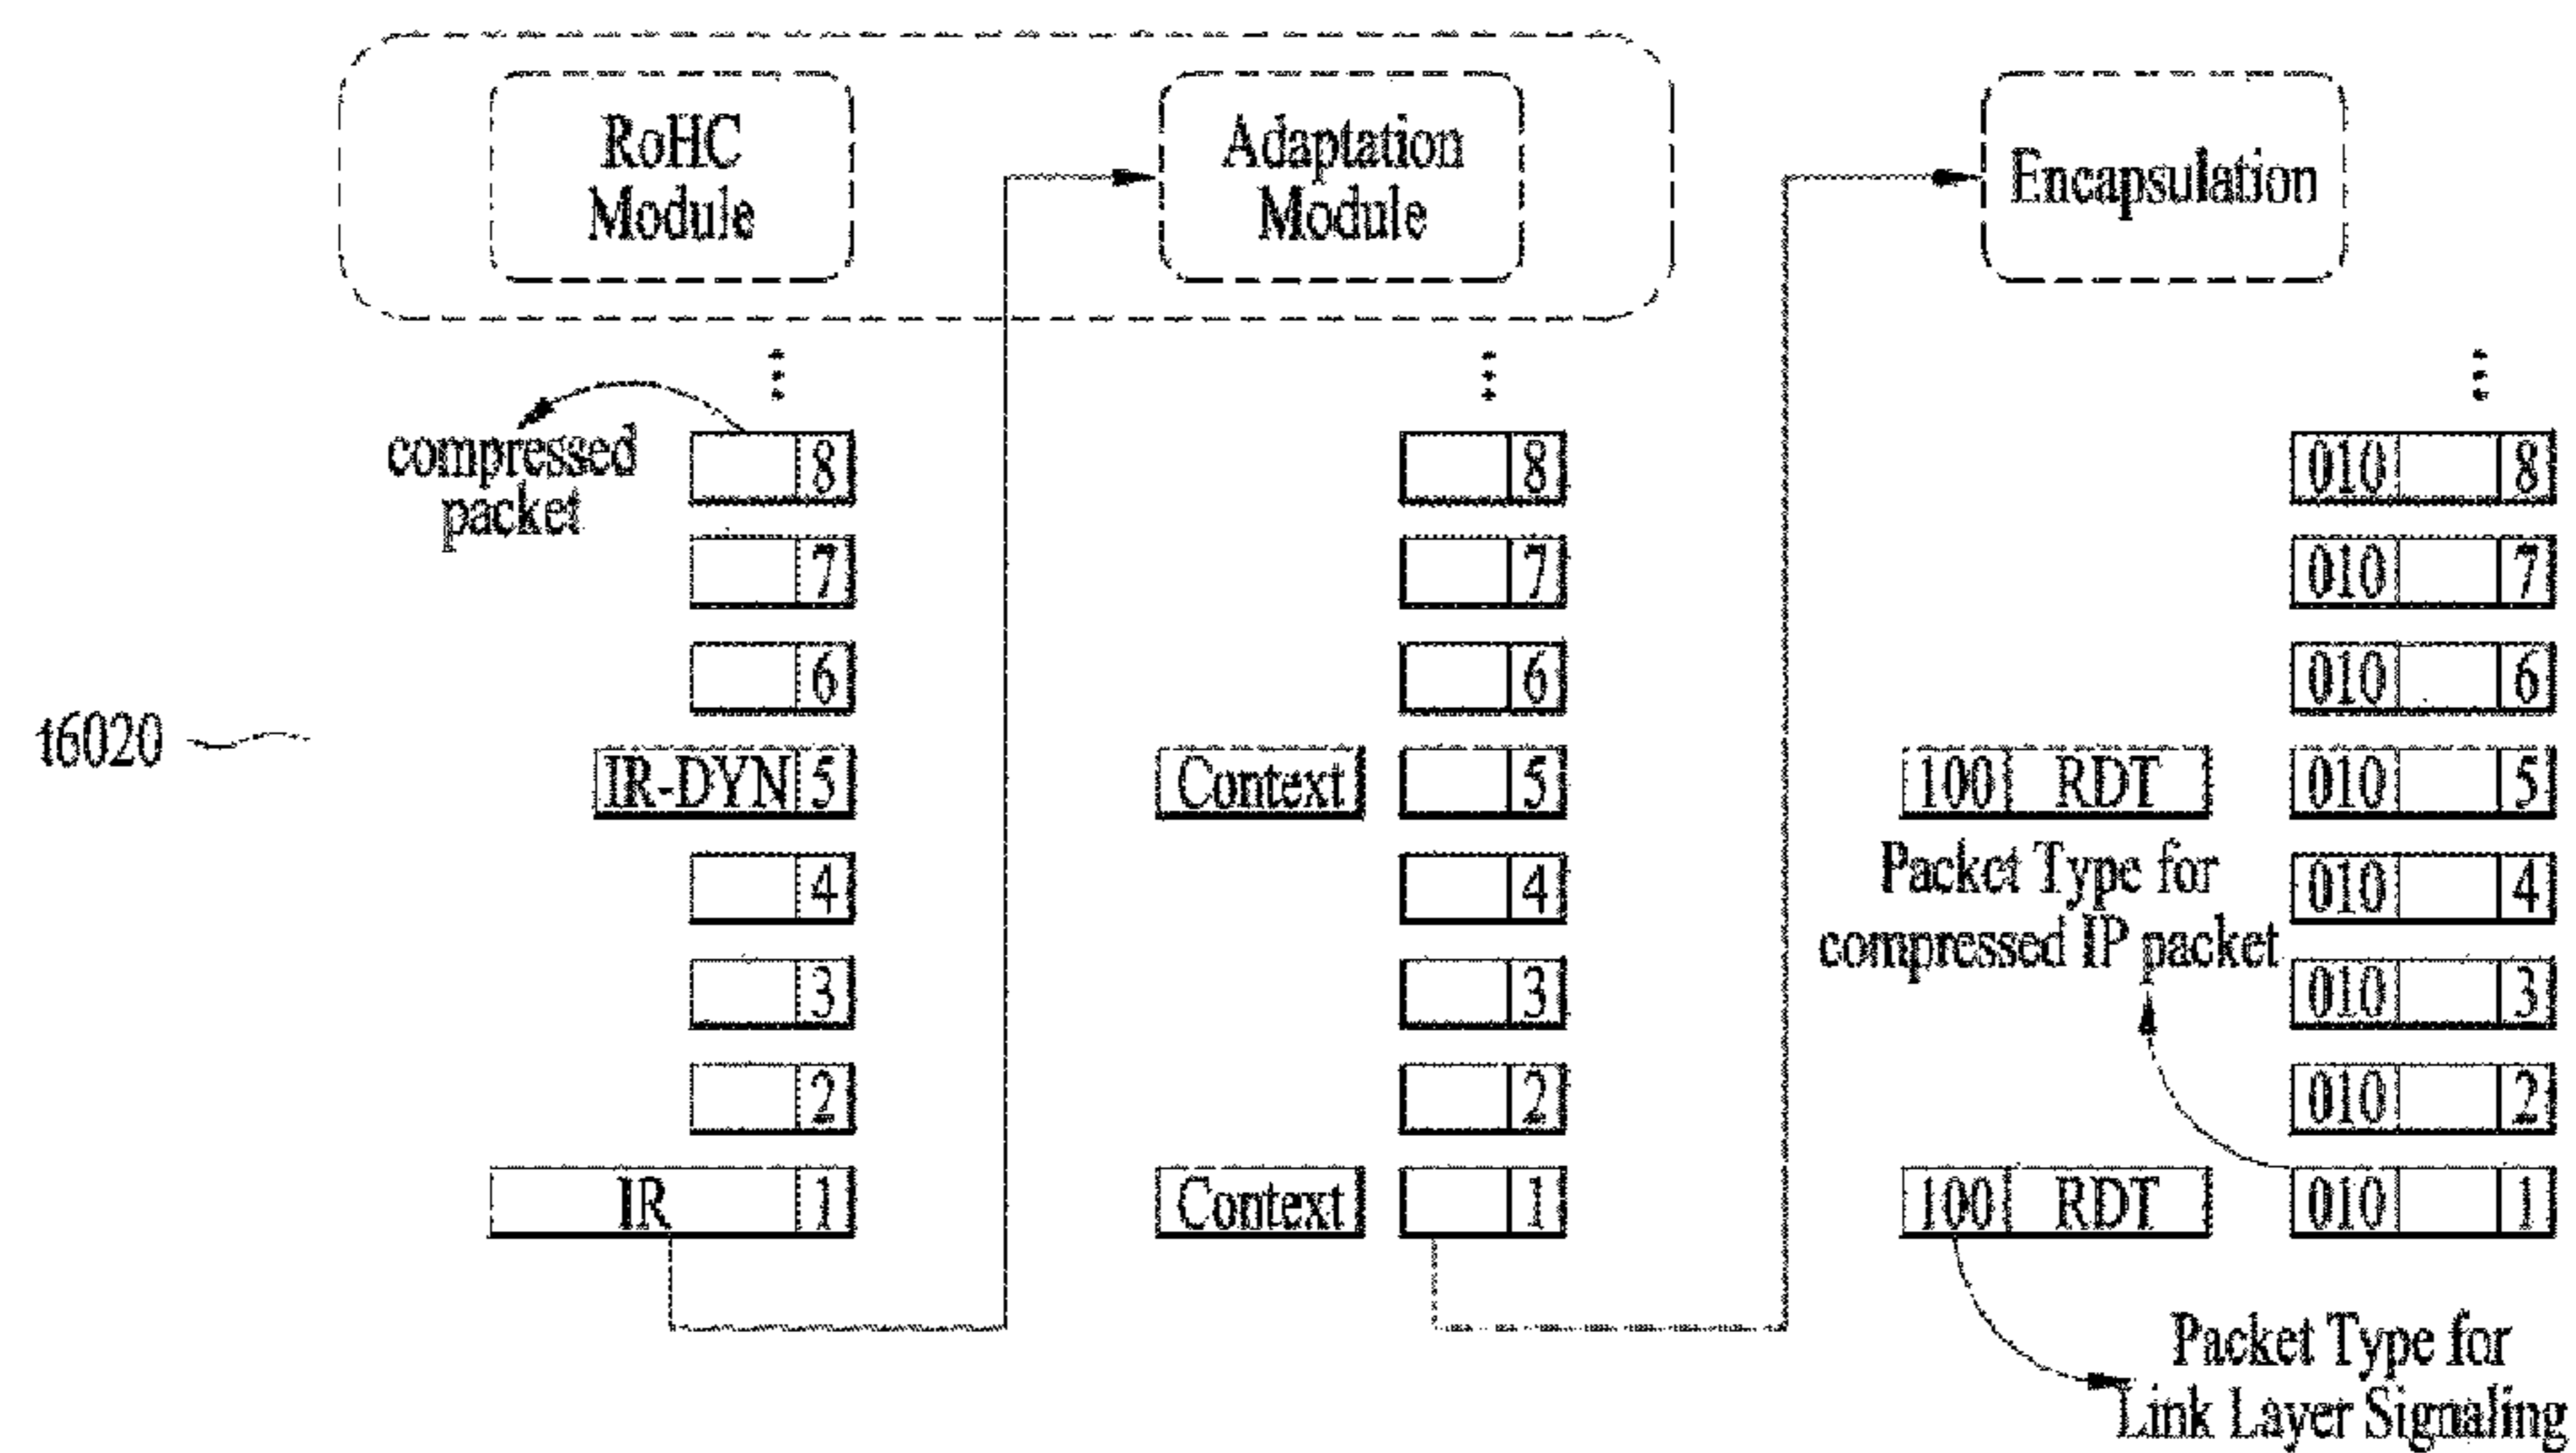 RoHC
Module
Adaptation
Module
Encapsulation
compressed
packet
8
8
010 8
7
7
010 7
6
6
010 6
t6020
IR-DYN 5
Context 5
100 RDT 010 5
4
4
010 4
Packet Type for
compressed IP packet
3
3
010 3
2
2
010 2
IR 1
Context 1
100 RDT 010 1
Packet Type for
Link Layer Signaling